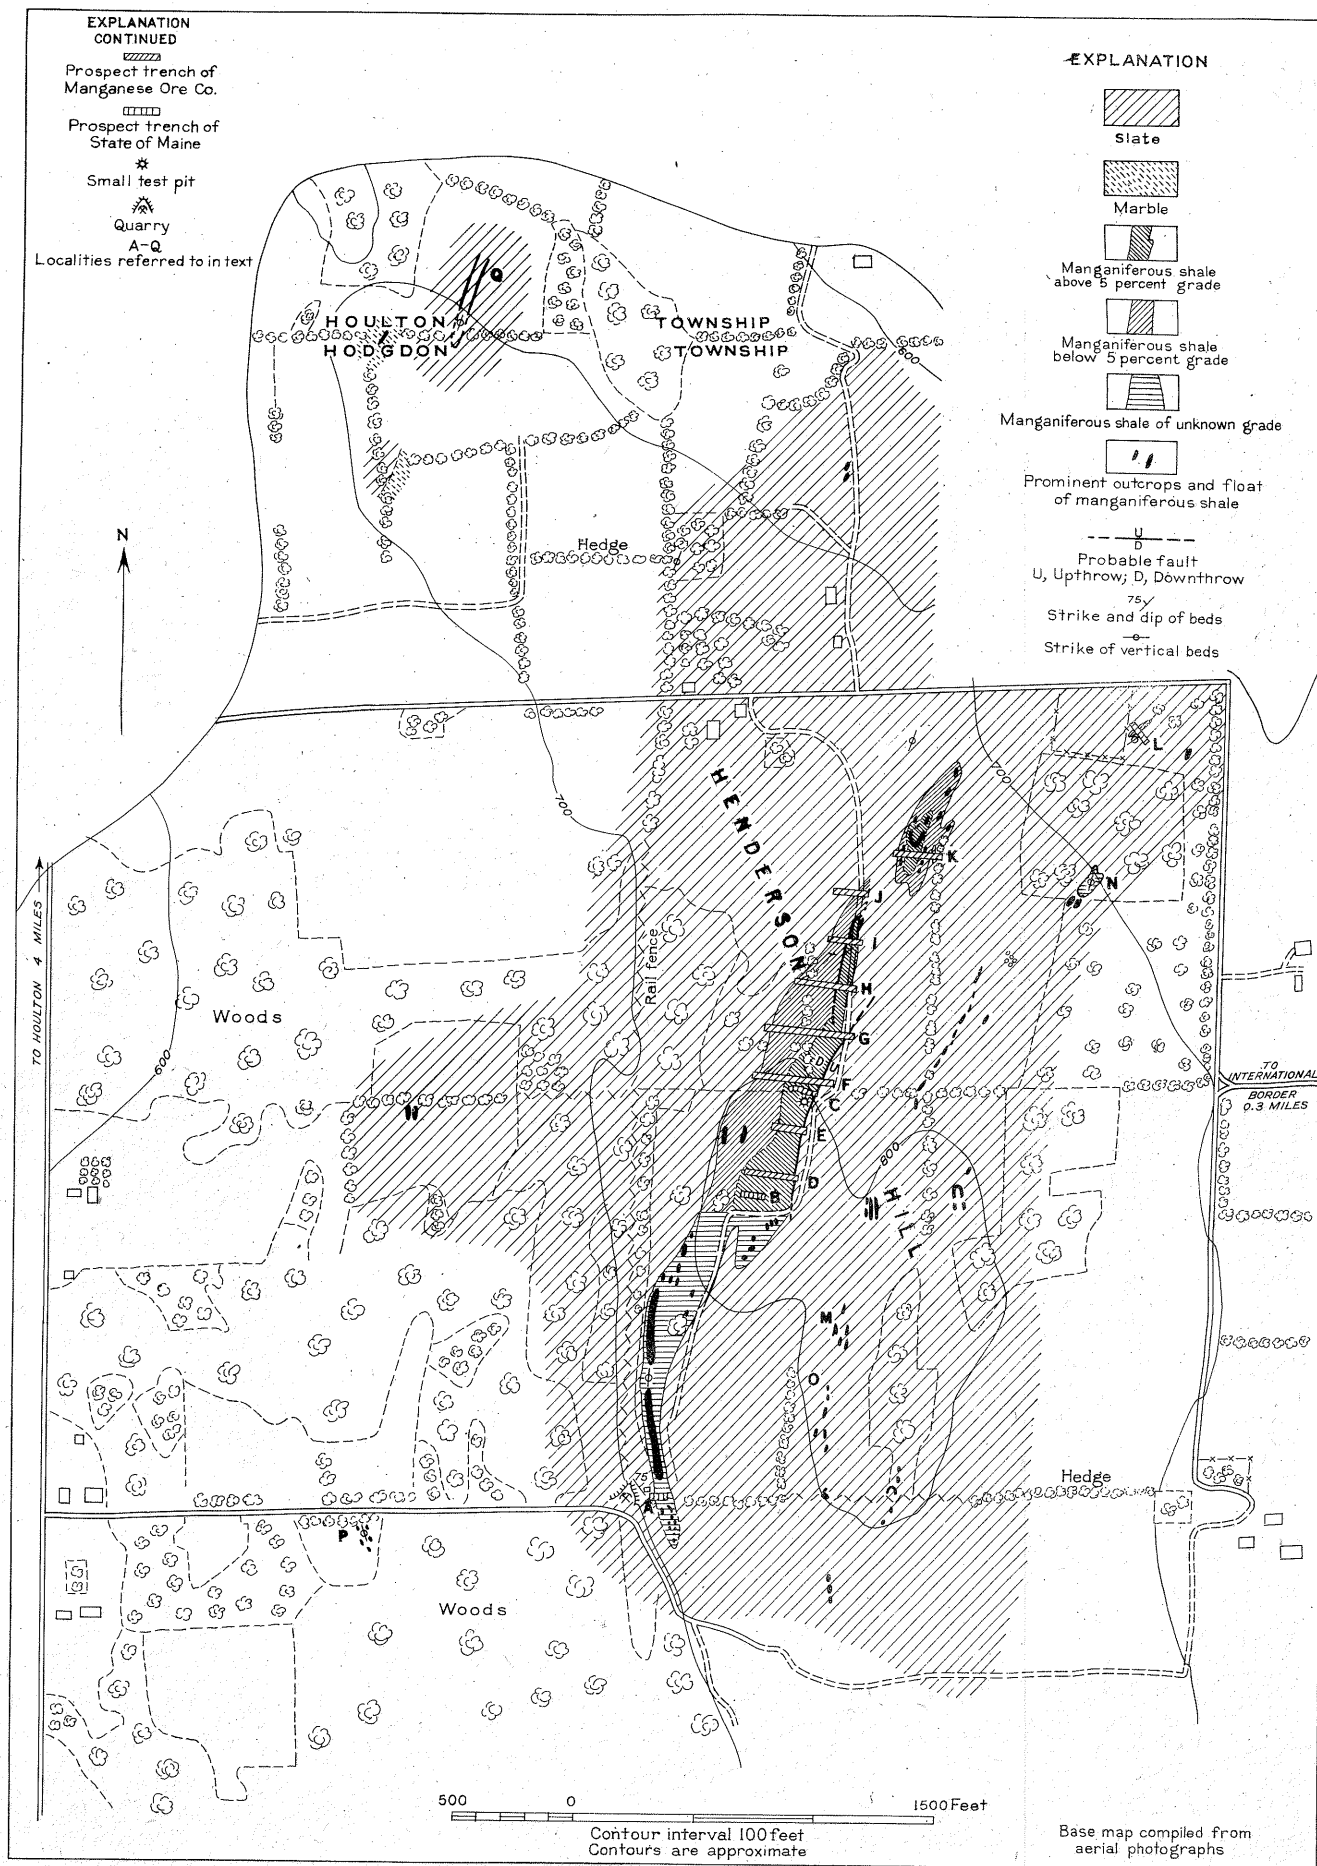 EXPLANATION
CONTINUED
Prospect trench of
Manganese Ore Co.
Prospect trench of
State of Maine
Small test pit
Quarry
A-Q
Localities referred to in text
EXPLANATION
Slate
Marble
Manganiferous shale
above 5 percent grade
Manganiferous shale
below 5 percent grade
Manganiferous shale of unknown grade
Prominent outcrops and float
of manganiferous shale
U
D
Probable fault
U, Upthrow; D, Downthrow
75
Strike and dip of beds
Strike of vertical beds
Q
HOULTON TOWNSHIP
HODGDON TOWNSHIP
600
N
Hedge
HENDERSON
L
700
700
K
N
J
I
Rail fence
H
TO HOULTON 4 MILES
Woods
G
600
D
U
F
C
TO
INTERNATIONAL
BORDER
0.3 MILES
E
800
D
B
HILL
M
O
75
A
Hedge
P
Woods
500 0 1500 Feet
Contour interval 100 feet
Contours are approximate
Base map compiled from
aerial photographs